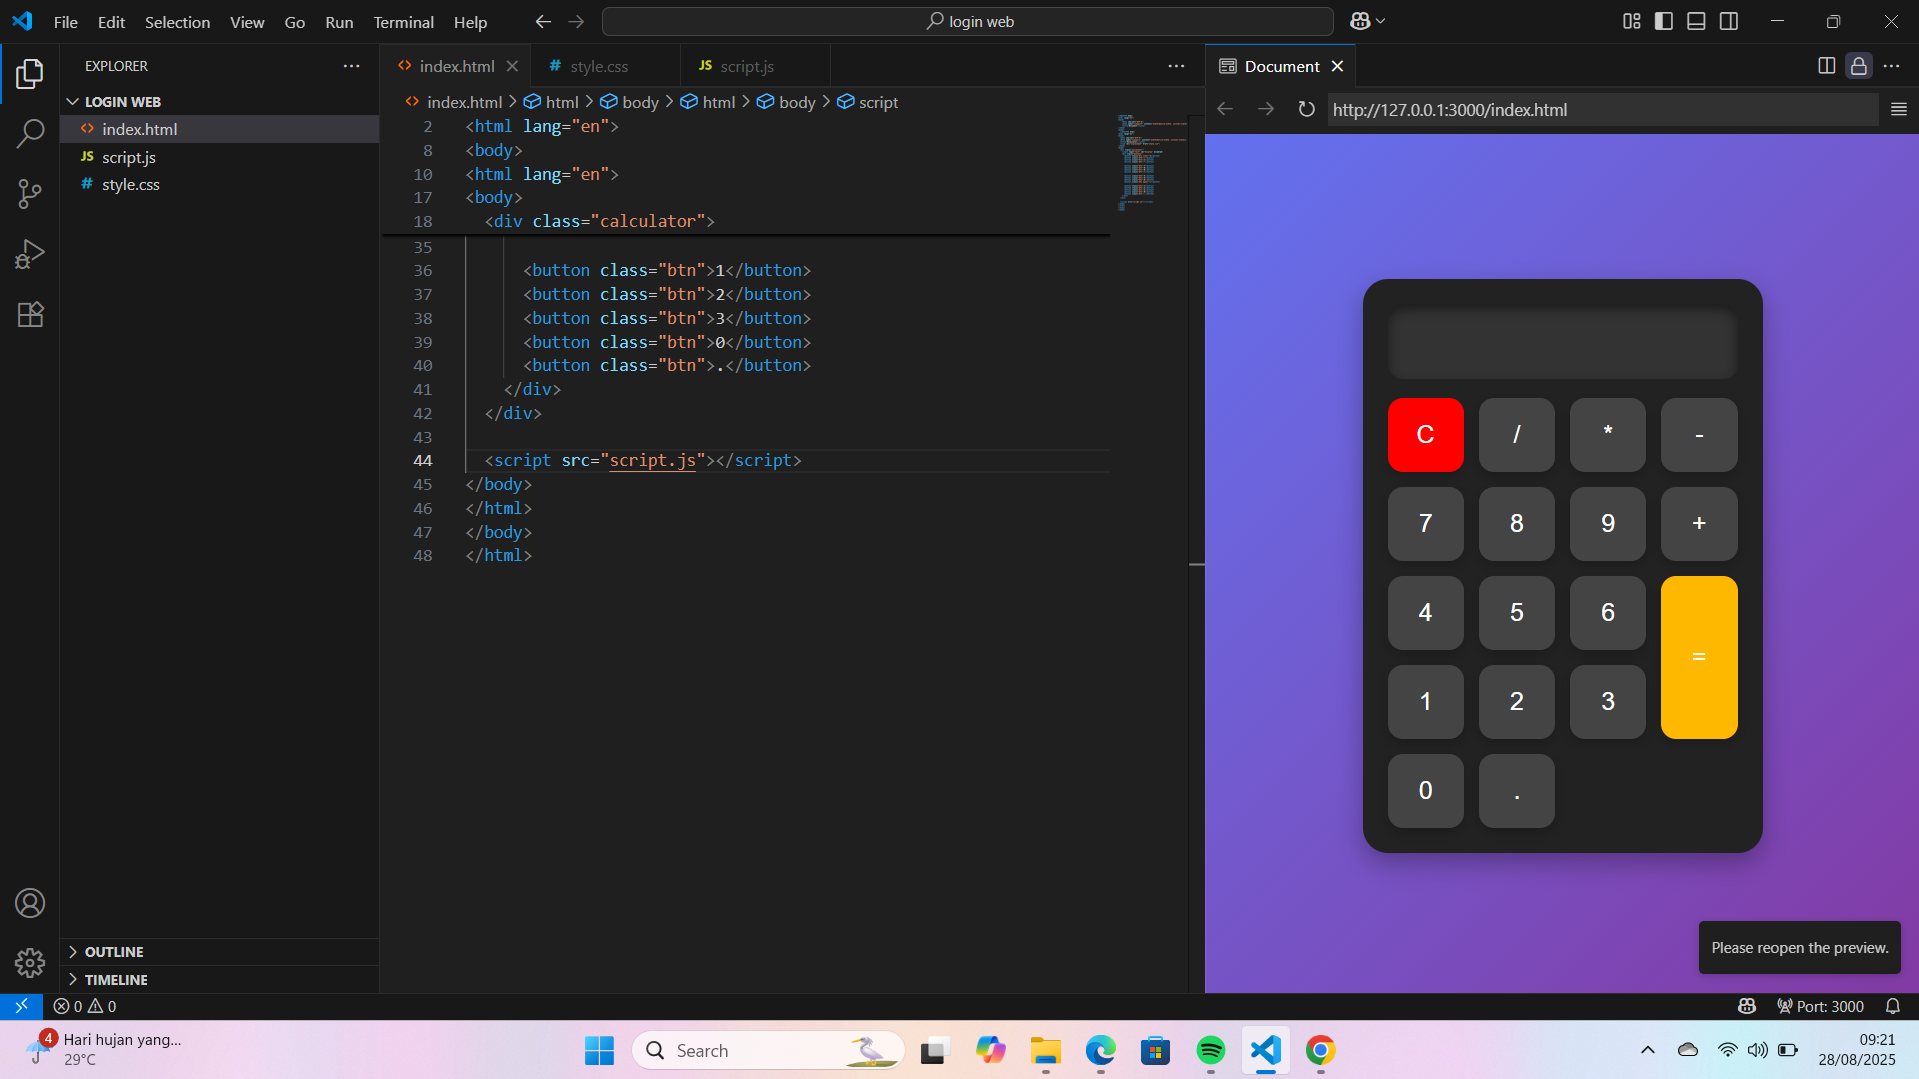 File Edit Selection View Go Run Terminal Help
login web
EXPLORER
LOGIN WEB
index.html
JS script.js
# style.css
OUTLINE
TIMELINE
index.html
# style.css
JS script.js
index.html > html > body > html > body > script
2 <html lang="en">
8 <body>
10 <html lang="en">
17 <body>
18 <div class="calculator">
35
36 <button class="btn">1</button>
37 <button class="btn">2</button>
38 <button class="btn">3</button>
39 <button class="btn">0</button>
40 <button class="btn">.</button>
41 </div>
42 </div>
43
44 <script src="script.js"></script>
45 </body>
46 </html>
47 </body>
48 </html>
Document
http://127.0.0.1:3000/index.html
C / * -
7 8 9 +
4 5 6
=
1 2 3
0 .
Please reopen the preview.
0 0
Port: 3000
4
Hari hujan yang...
29°C
Search
09:21
28/08/2025